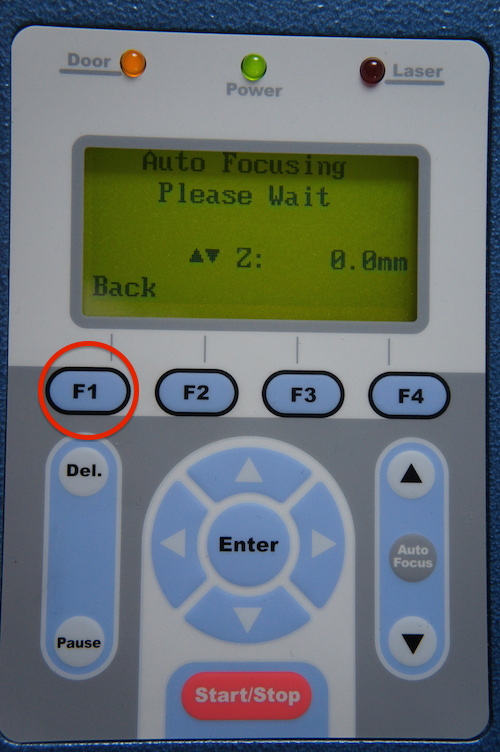 Door
Power
Laser
Auto Focusing
Please Wait
▲▼ Z: 0.0mm
Back
F1 F2 F3 F4
Del.
Enter
Auto
Focus
Pause
Start/Stop